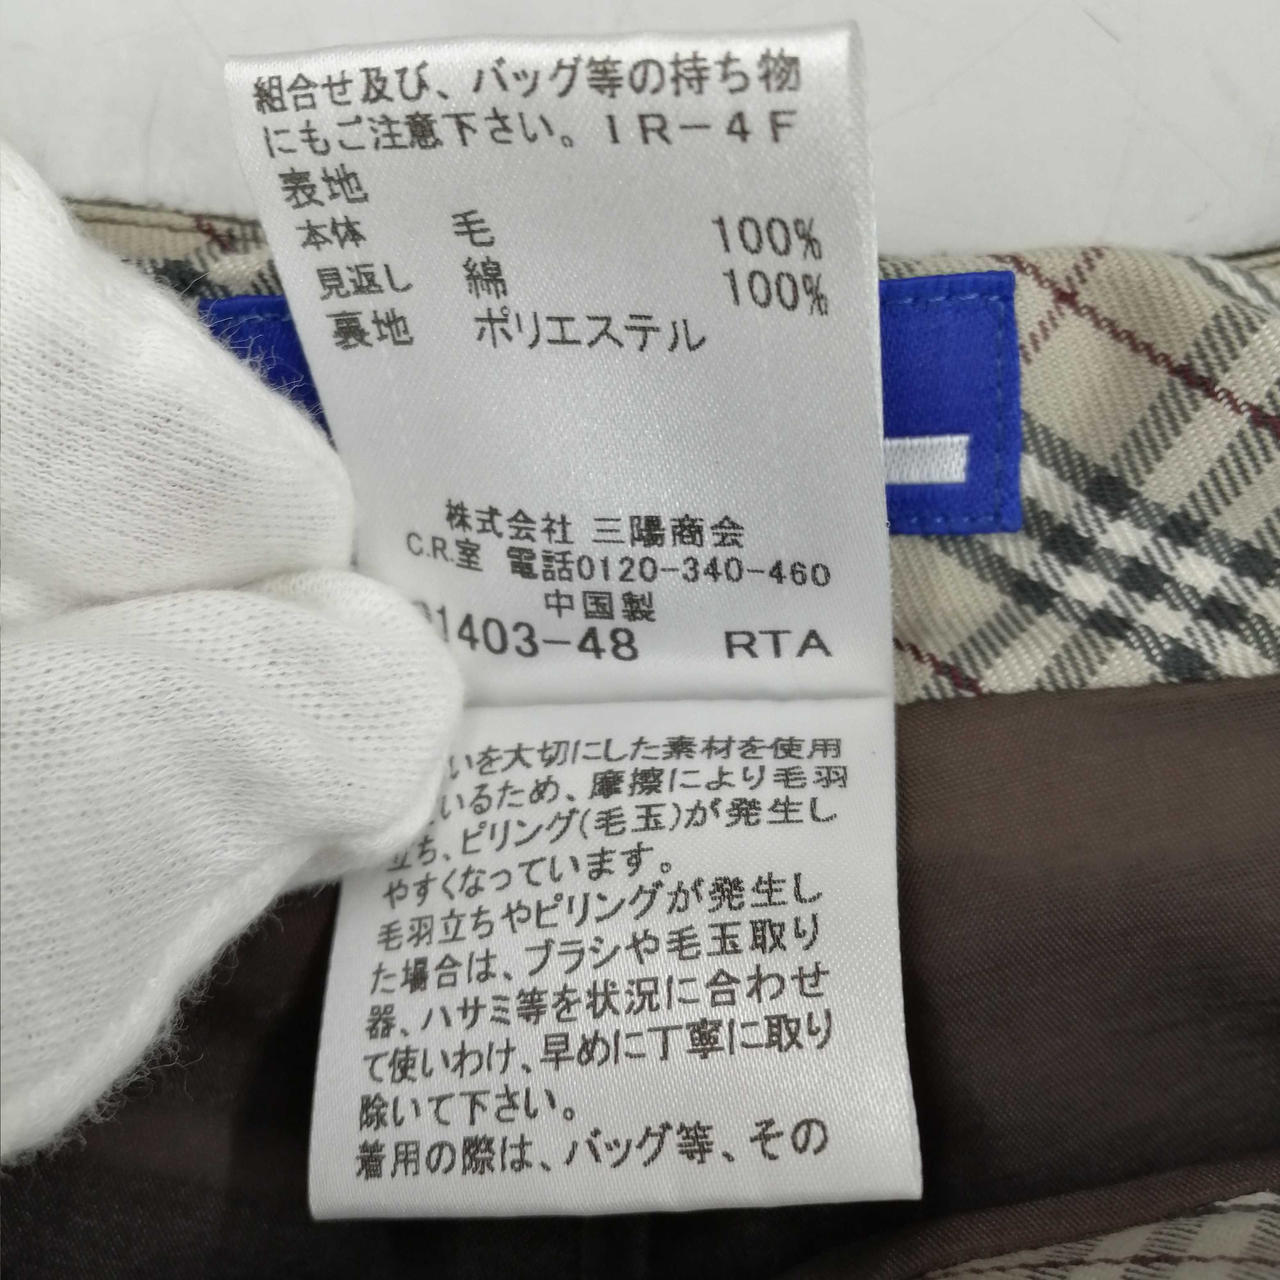 組合せ及び、バッグ等の持ち物
にもご注意下さい。IR-4F
表地
本体 毛 100%
見返し 綿 100%
裏地 ポリエステル
株式会社 三陽商会
C.R.室 電話0120-340-460
中国製
1403-48 RTA
いを大切にした素材を使用
いるため、摩擦により毛羽
立ち、ピリング(毛玉)が発生し
やすくなっています。
毛羽立ちやピリングが発生し
た場合は、ブラシや毛玉取り
器、ハサミ等を状況に合わせ
て使いわけ、早めに丁寧に取り
除いて下さい。
着用の際は、バッグ等、その